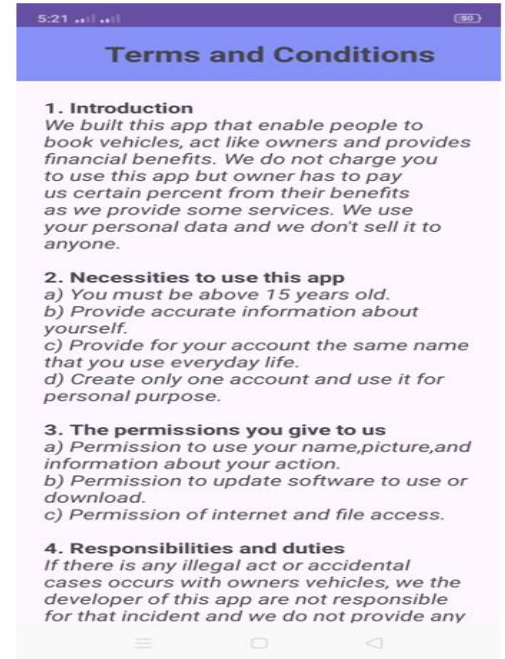 5:21
50
Terms and Conditions
1. Introduction
We built this app that enable people to
book vehicles, act like owners and provides
financial benefits. We do not charge you
to use this app but owner has to pay
us certain percent from their benefits
as we provide some services. We use
your personal data and we don't sell it to
anyone.
2. Necessities to use this app
a) You must be above 15 years old.
b) Provide accurate information about
yourself.
c) Provide for your account the same name
that you use everyday life.
d) Create only one account and use it for
personal purpose.
3. The permissions you give to us
a) Permission to use your name,picture,and
information about your action.
b) Permission to update software to use or
download.
c) Permission of internet and file access.
4. Responsibilities and duties
If there is any illegal act or accidental
cases occurs with owners vehicles, we the
developer of this app are not responsible
for that incident and we do not provide any